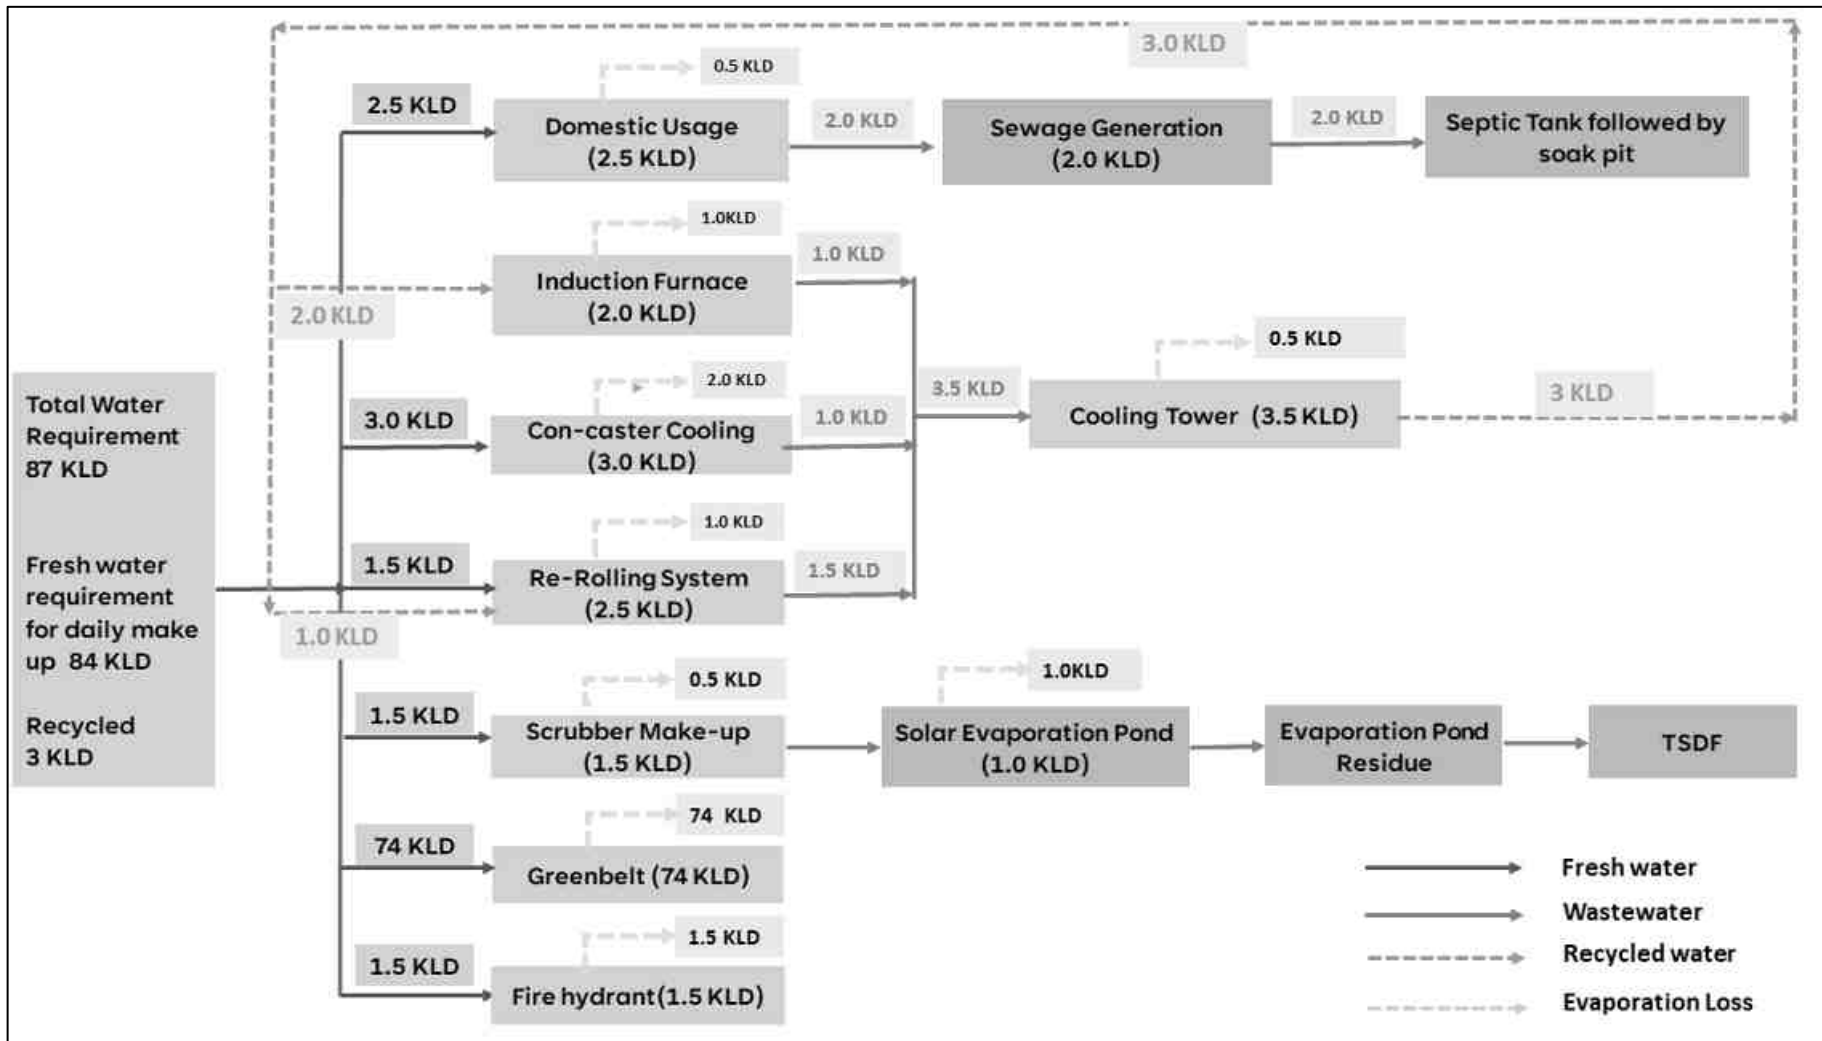 3.0 KLD
0.5 KLD
2.5 KLD
Domestic Usage
(2.5 KLD)
2.0 KLD
Sewage Generation
(2.0 KLD)
2.0 KLD
Septic Tank followed by
soak pit
1.0KLD
Induction Furnace
(2.0 KLD)
1.0 KLD
2.0 KLD
0.5 KLD
Total Water
Requirement
87 KLD
Fresh water
requirement
for daily make
up 84 KLD
Recycled
3 KLD
2.0 KLD
3.0 KLD
Con-caster Cooling
(3.0 KLD)
1.0 KLD
3.5 KLD
Cooling Tower (3.5 KLD)
3 KLD
1.0 KLD
1.5 KLD
Re-Rolling System
(2.5 KLD)
1.5 KLD
1.0 KLD
0.5 KLD
1.5 KLD
Scrubber Make-up
(1.5 KLD)
1.0KLD
Solar Evaporation Pond
(1.0 KLD)
Evaporation Pond
Residue
TSDF
74 KLD
74 KLD
Greenbelt (74 KLD)
1.5 KLD
1.5 KLD
Fire hydrant(1.5 KLD)
Fresh water
Wastewater
Recycled water
Evaporation Loss